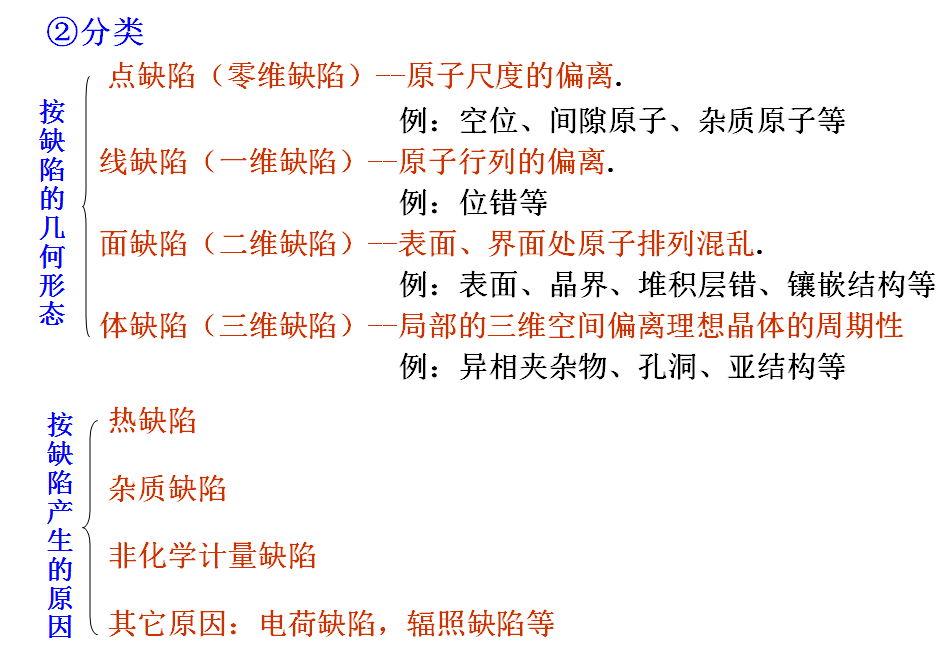 ②分类
按缺陷的几何形态
点缺陷（零维缺陷）--原子尺度的偏离.
例：空位、间隙原子、杂质原子等
线缺陷（一维缺陷）--原子行列的�离.
例：位错等
面缺陷（二维缺陷）--表面、界面处原子排列混乱.
例：表面、晶界、堆积层错、镶嵌结构等
体缺陷（三维缺陷）--局部的三维空间偏离理想晶体的周期性
例：异相夹杂物、孔洞、亚结构等
按缺陷产生的原因
热缺陷
杂质缺陷
非化学计量缺陷
其它原因：电荷缺陷，辐照缺陷等